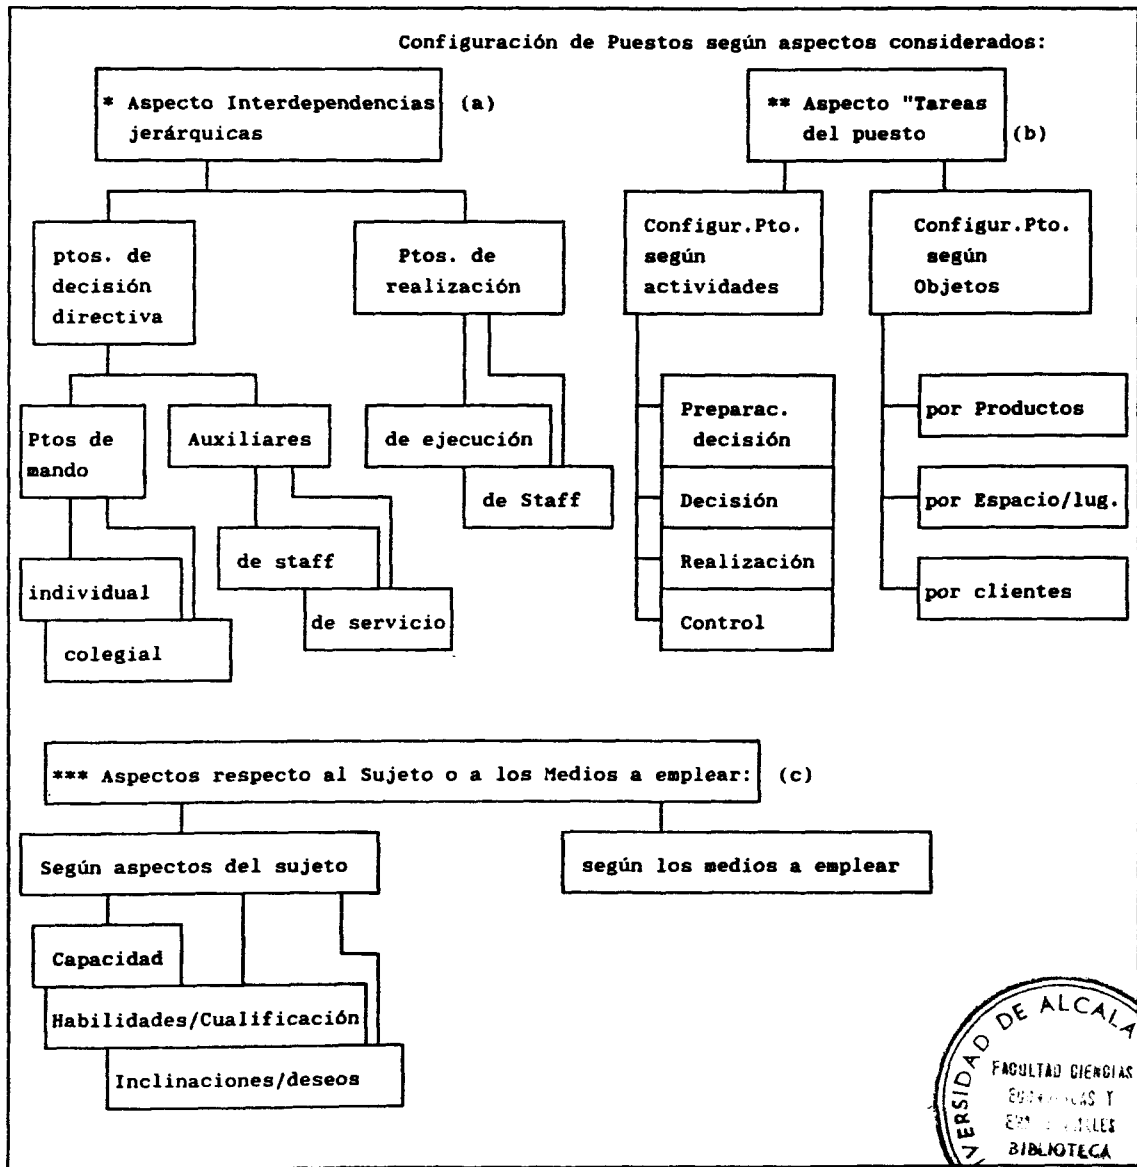 Configuración de Puestos según aspectos considerados:
* Aspecto Interdependencias
jerárquicas
(a)
** Aspecto "Tareas
del puesto
(b)
ptos. de
decisión
directiva
Ptos. de
realización
Configur.Pto.
según
actividades
Configur.Pto.
según
Objetos
Ptos de
mando
Auxiliares
de ejecución
de Staff
individual
colegial
de staff
de servicio
Preparac.
decisión
Decisión
Realización
Control
por Productos
por Espacio/lug.
por clientes
*** Aspectos respecto al Sujeto o a los Medios a emplear:
(c)
Según aspectos del sujeto
según los medios a emplear
Capacidad
Habilidades/Cualificación
Inclinaciones/deseos
VERSIDAD DE ALCALA
FACULTAD CIENCIAS
Y
BIBLIOTECA